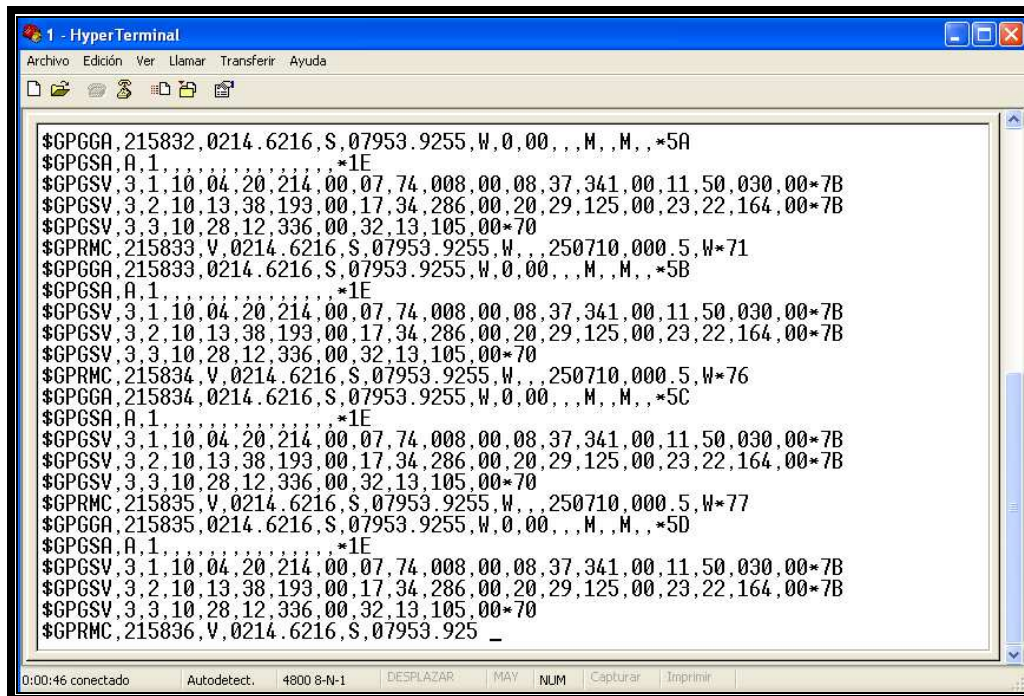 1 - HyperTerminal
Archivo Edición Ver Llamar Transferir Ayuda
$GPGGA,215832,0214.6216,S,07953.9255,W,0,00,,,M,,M,,*5A
$GPGSA,A,1,,,,,,,,,,,,,,,*1E
$GPGSV,3,1,10,04,20,214,00,07,74,008,00,08,37,341,00,11,50,030,00*7B
$GPGSV,3,2,10,13,38,193,00,17,34,286,00,20,29,125,00,23,22,164,00*7B
$GPGSV,3,3,10,28,12,336,00,32,13,105,00*70
$GPRMC,215833,V,0214.6216,S,07953.9255,W,,,250710,000.5,W*71
$GPGGA,215833,0214.6216,S,07953.9255,W,0,00,,,M,,M,,*5B
$GPGSA,A,1,,,,,,,,,,,,,,,*1E
$GPGSV,3,1,10,04,20,214,00,07,74,008,00,08,37,341,00,11,50,030,00*7B
$GPGSV,3,2,10,13,38,193,00,17,34,286,00,20,29,125,00,23,22,164,00*7B
$GPGSV,3,3,10,28,12,336,00,32,13,105,00*70
$GPRMC,215834,V,0214.6216,S,07953.9255,W,,,250710,000.5,W*76
$GPGGA,215834,0214.6216,S,07953.9255,W,0,00,,,M,,M,,*5C
$GPGSA,A,1,,,,,,,,,,,,,,,*1E
$GPGSV,3,1,10,04,20,214,00,07,74,008,00,08,37,341,00,11,50,030,00*7B
$GPGSV,3,2,10,13,38,193,00,17,34,286,00,20,29,125,00,23,22,164,00*7B
$GPGSV,3,3,10,28,12,336,00,32,13,105,00*70
$GPRMC,215835,V,0214.6216,S,07953.9255,W,,,250710,000.5,W*77
$GPGGA,215835,0214.6216,S,07953.9255,W,0,00,,,M,,M,,*5D
$GPGSA,A,1,,,,,,,,,,,,,,,*1E
$GPGSV,3,1,10,04,20,214,00,07,74,008,00,08,37,341,00,11,50,030,00*7B
$GPGSV,3,2,10,13,38,193,00,17,34,286,00,20,29,125,00,23,22,164,00*7B
$GPGSV,3,3,10,28,12,336,00,32,13,105,00*70
$GPRMC,215836,V,0214.6216,S,07953.925 _
0:00:46 conectado Autodetect. 4800 8-N-1 DESPLAZAR MAY NUM Capturar Imprimir